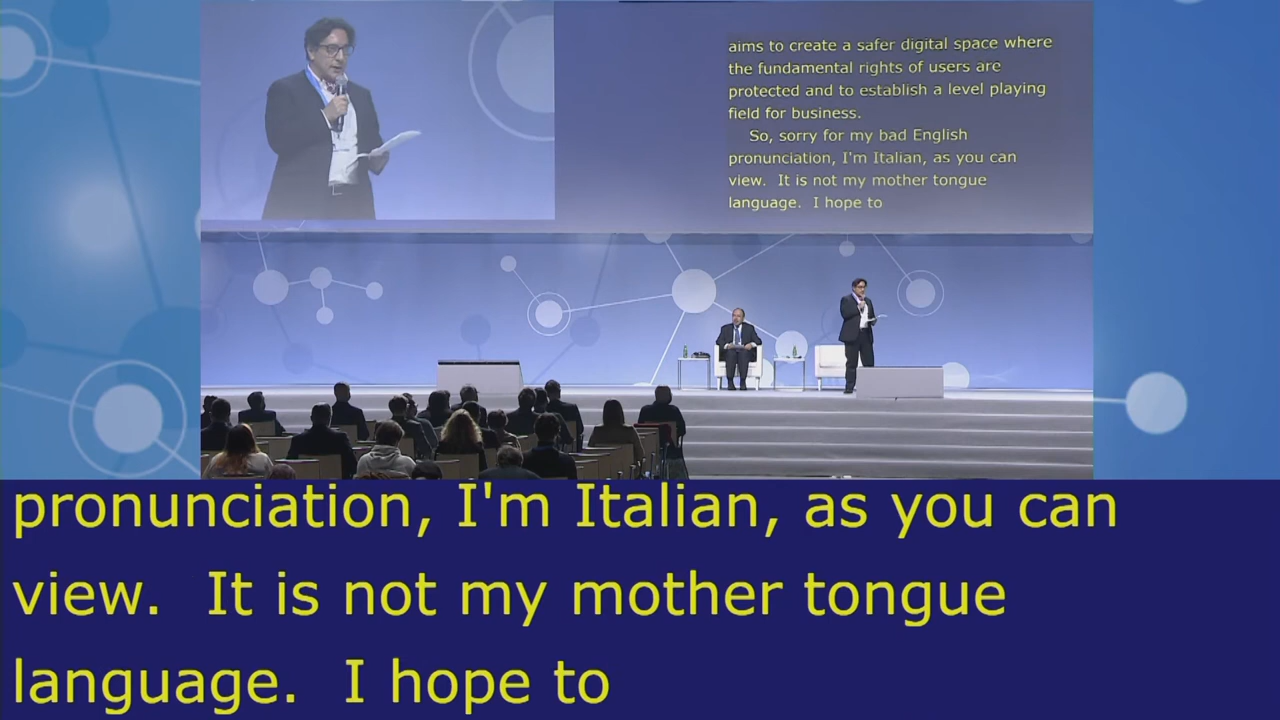 aims to create a safer digital space where
the fundamental rights of users are
protected and to establish a level playing
field for business.
So, sorry for my bad English
pronunciation, I'm Italian, as you can
view.  It is not my mother tongue
language.  I hope to
pronunciation, I'm Italian, as you can
view.  It is not my mother tongue
language.  I hope to